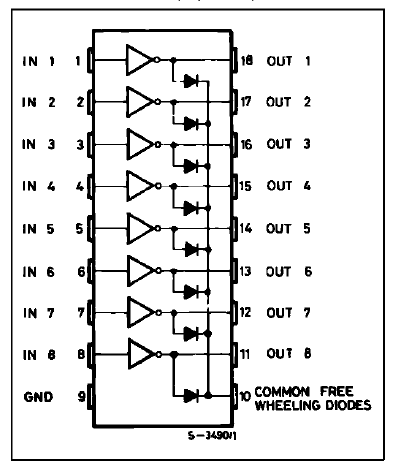 IN 1 1 18 OUT 1
IN 2 2 17 OUT 2
IN 3 3 16 OUT 3
IN 4 4 15 OUT 4
IN 5 5 14 OUT 5
IN 6 6 13 OUT 6
IN 7 7 12 OUT 7
IN 8 8 11 OUT 8
GND 9 10 COMMON FREE
WHEELING DIODES
S-3490/1